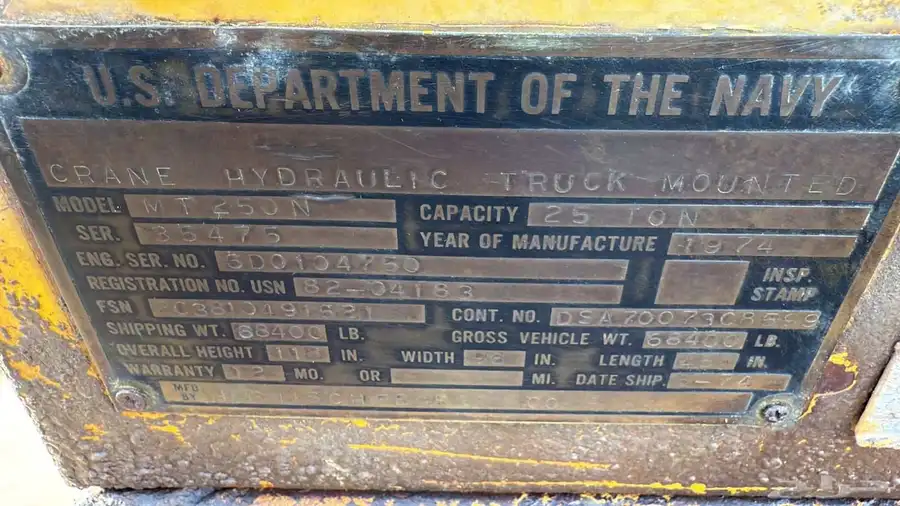 U.S. DEPARTMENT OF THE NAVY
CRANE HYDRAULIC TRUCK MOUNTED
MODEL MT 250N CAPACITY 25 TON
SER. 35475 YEAR OF MANUFACTURE 1974
ENG. SER. NO. INSP. STAMP
REGISTRATION NO. USN 82-04183
FSN CONT. NO.
SHIPPING WT. 68400 LB. GROSS VEHICLE WT. 68400 LB.
OVERALL HEIGHT IN. WIDTH IN. LENGTH IN.
WARRANTY 12 MO. OR MI. DATE SHIP. -74
MFD BY CO